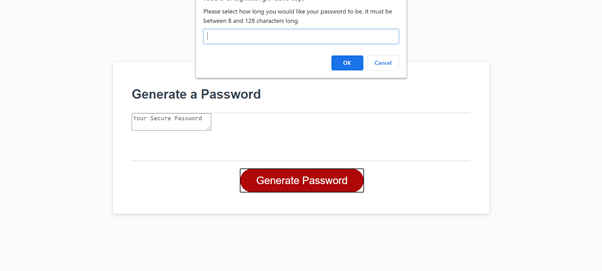 Please select how long you would like your password to be, it must be
between 8 and 128 characters long.
OK
Cancel
Generate a Password
Your Secure Password
Generate Password